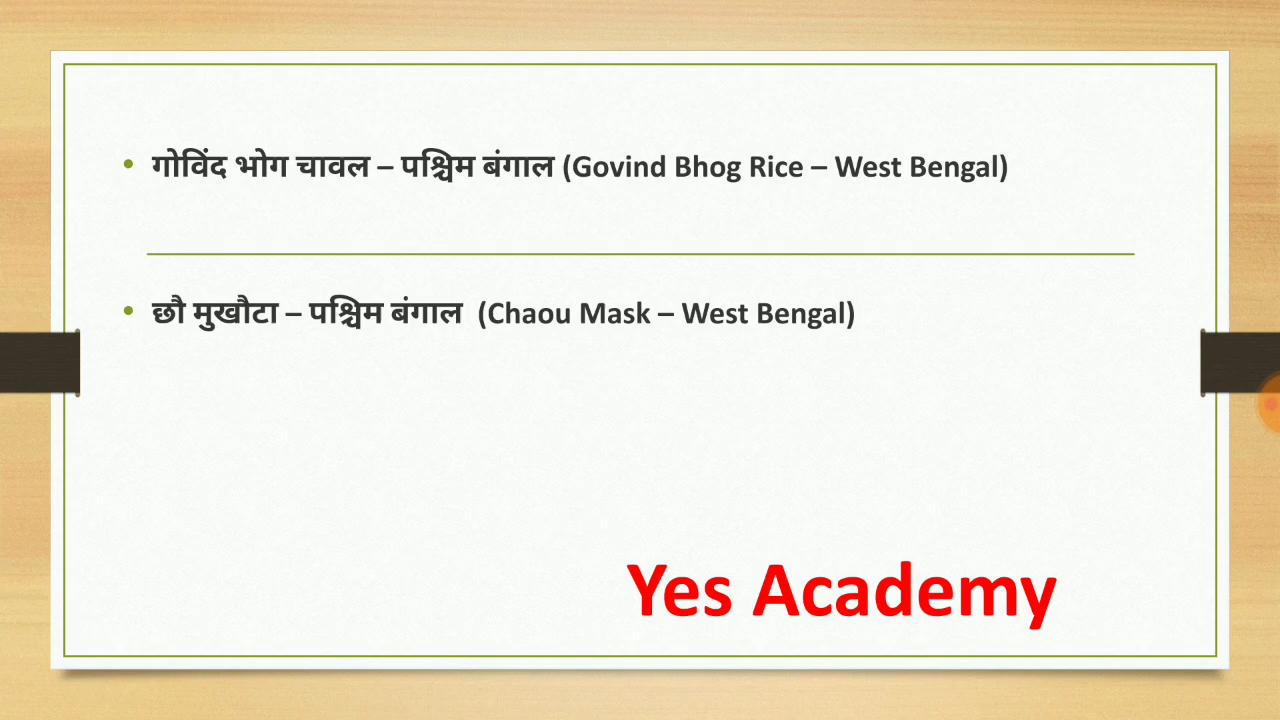 • गोविंद भोग चावल – पश्चिम बंगाल (Govind Bhog Rice – West Bengal)
• छौ मुखौटा – पश्चिम बंगाल (Chaou Mask – West Bengal)
Yes Academy